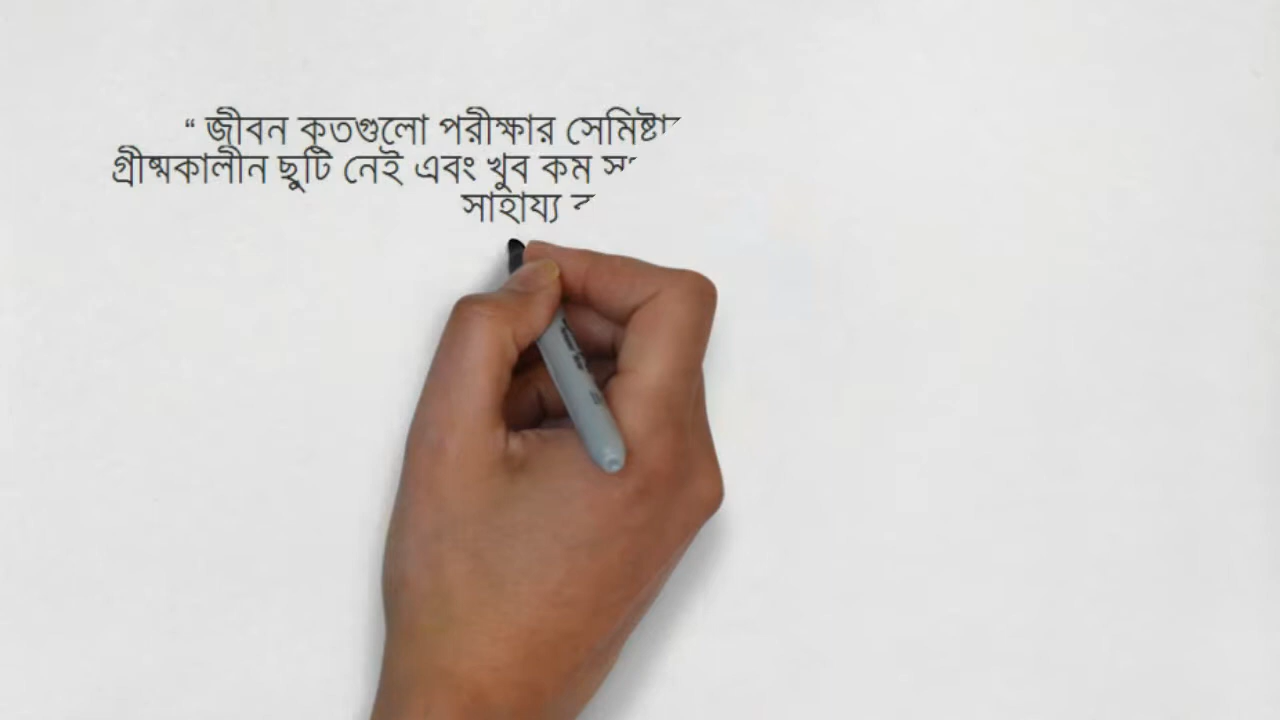 “ জীবন কতগুলো পরীক্ষার
গ্রীষ্মকালীন ছুটি নেই এবং খুব কম
সাহায্য